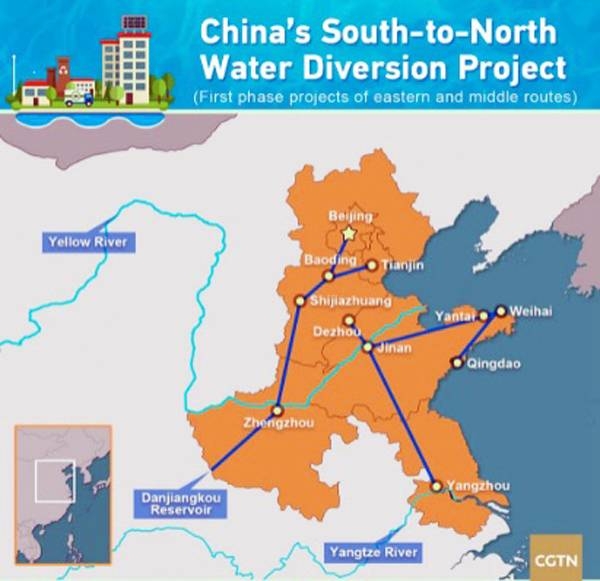 China's South-to-North
Water Diversion Project
(First phase projects of eastern and middle routes)
Beijing
Yellow River
Baoding
Tianjin
Shijiazhuang
Yantai
Weihai
Dezhou
Jinan
Qingdao
Zhengzhou
Yangzhou
Danjiangkou
Reservoir
Yangtze River
CGTN